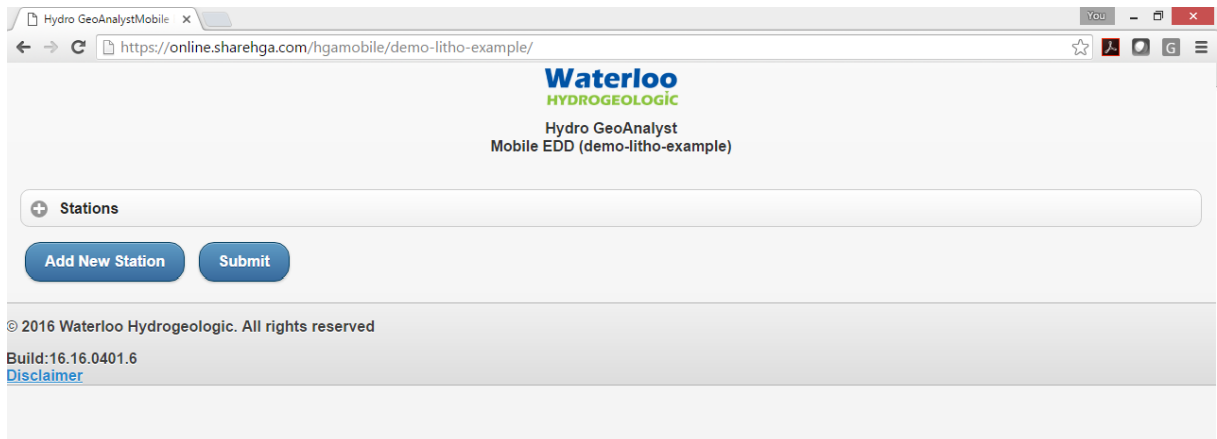 Hydro GeoAnalystMobile
You
https://online.sharehga.com/hgamobile/demo-litho-example/
G
Waterloo
HYDROGEOLOGIC
Hydro GeoAnalyst
Mobile EDD (demo-litho-example)
Stations
Add New Station
Submit
© 2016 Waterloo Hydrogeologic. All rights reserved
Build:16.16.0401.6
Disclaimer